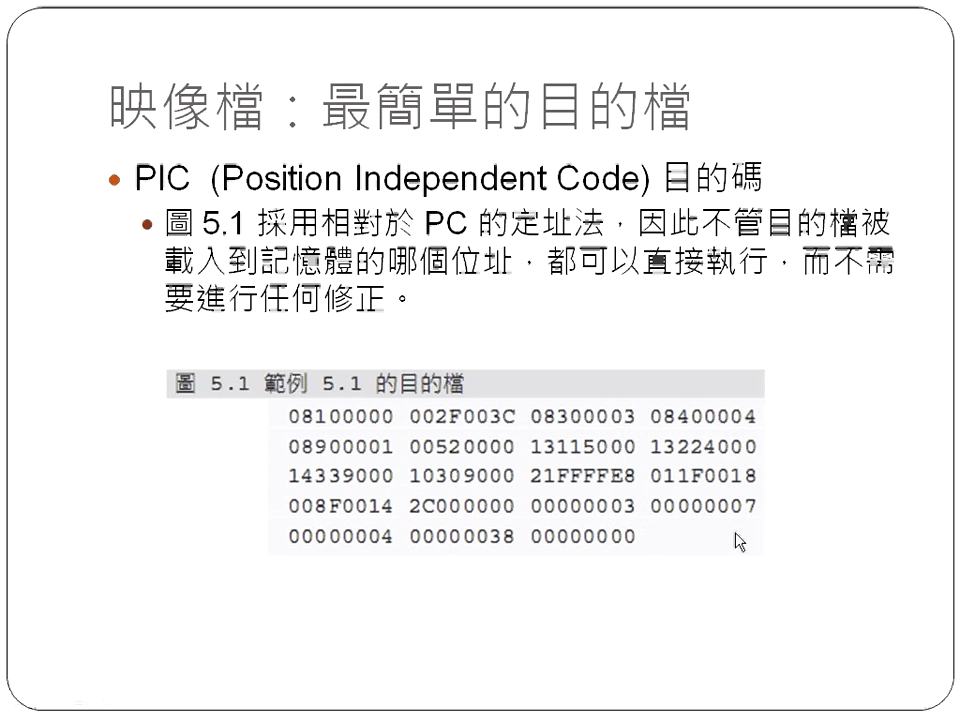 映像檔：最簡單的目的檔
PIC (Position Independent Code) 目的碼
圖 5.1 採用相對於 PC 的定址法，因此不管目的檔被
載入到記憶體的哪個位址，都可以直接執行，而不需
要進行任何修正。
圖 5.1 範例 5.1 的目的檔
08100000 002F003C 08300003 08400004
08900001 00520000 13115000 13224000
14339000 10309000 21FFFFE8 011F0018
008F0014 2C000000 00000003 00000007
00000004 00000038 00000000